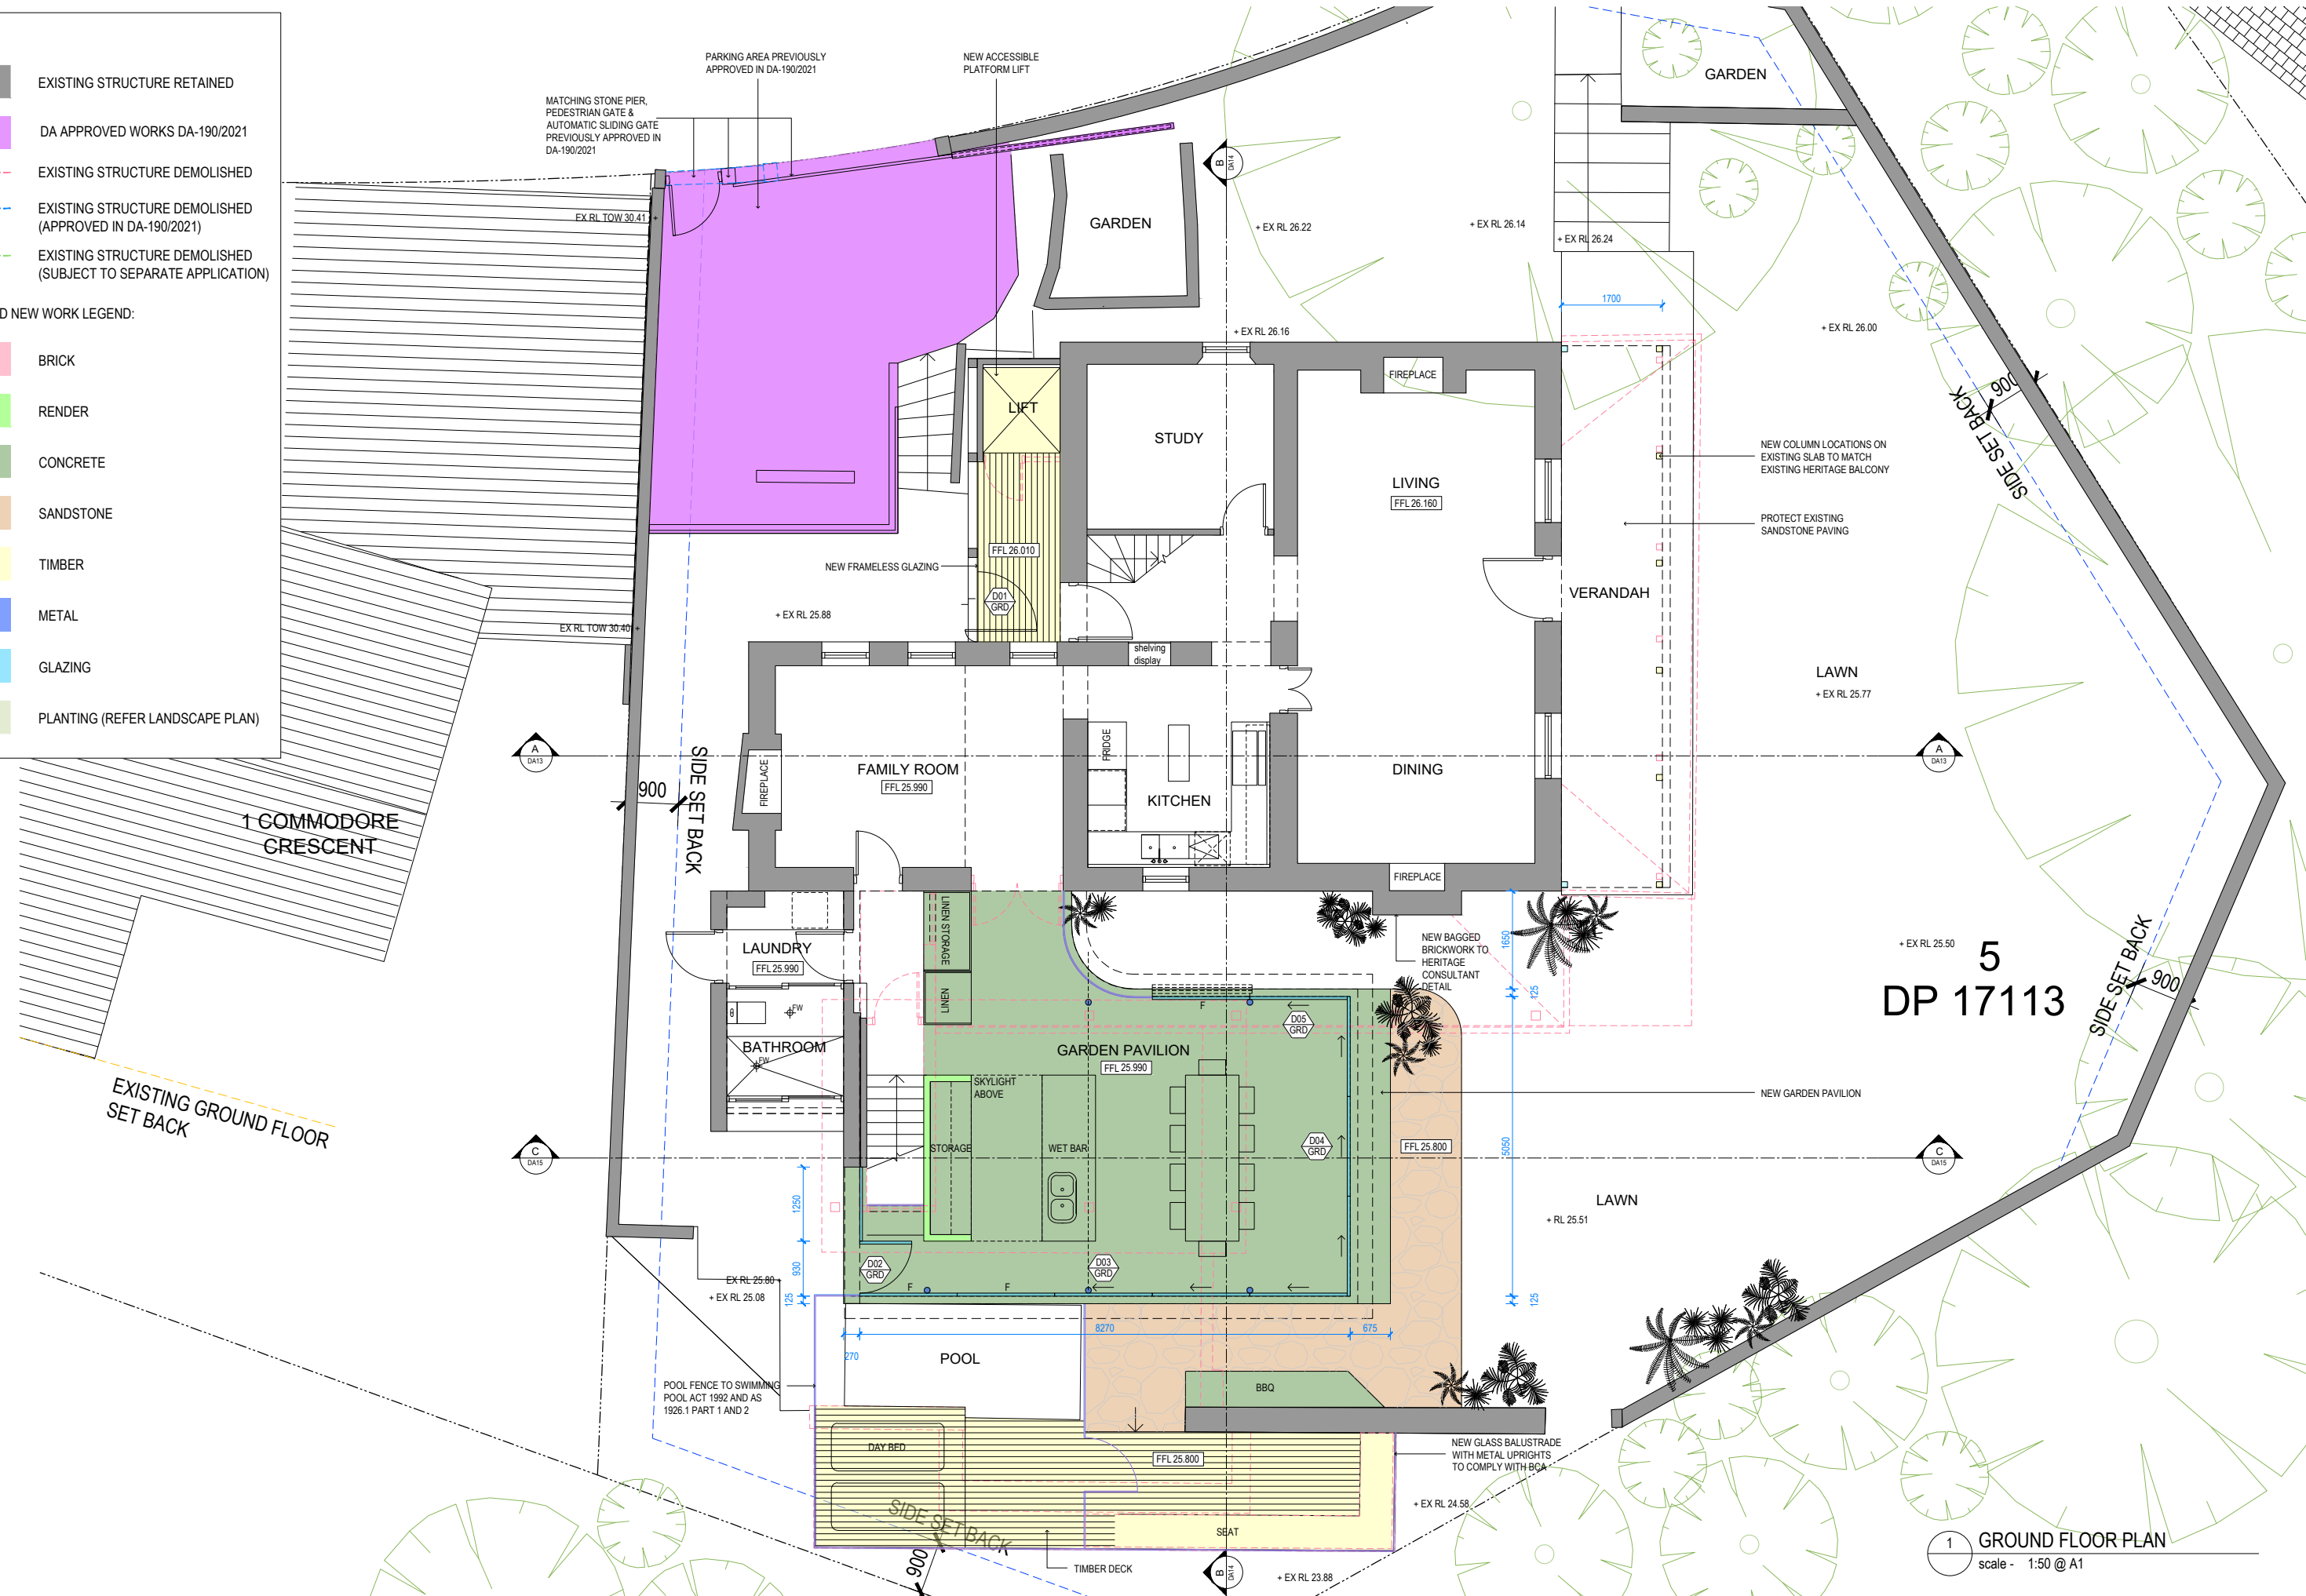 EXISTING STRUCTURE RETAINED
DA APPROVED WORKS DA-190/2021
EXISTING STRUCTURE DEMOLISHED
EXISTING STRUCTURE DEMOLISHED
(APPROVED IN DA-190/2021)
EXISTING STRUCTURE DEMOLISHED
(SUBJECT TO SEPARATE APPLICATION)
D NEW WORK LEGEND:
BRICK
RENDER
CONCRETE
SANDSTONE
TIMBER
METAL
GLAZING
PLANTING (REFER LANDSCAPE PLAN)
1 COMMODORE
CRESCENT
EXISTING GROUND FLOOR
SET BACK
PARKING AREA PREVIOUSLY
APPROVED IN DA-190/2021
NEW ACCESSIBLE
PLATFORM LIFT
MATCHING STONE PIER,
PEDESTRIAN GATE &
AUTOMATIC SLIDING GATE
PREVIOUSLY APPROVED IN
DA-190/2021
EX RL TOW 30.41 +
GARDEN
B
DA14
+ EX RL 26.22
+ EX RL 26.14
+ EX RL 26.24
GARDEN
+ EX RL 26.16
1700
+ EX RL 26.00
900
SIDE SET BACK
LIFT
STUDY
FIREPLACE
LIVING
FFL 26.160
NEW COLUMN LOCATIONS ON
EXISTING SLAB TO MATCH
EXISTING HERITAGE BALCONY
PROTECT EXISTING
SANDSTONE PAVING
FFL 26.010
NEW FRAMELESS GLAZING
D01
GRD
VERANDAH
+ EX RL 25.88
EX RL TOW 30.40 +
shelving
display
LAWN
+ EX RL 25.77
A
DA13
A
DA13
900
SIDE SET BACK
FIREPLACE
FAMILY ROOM
FFL 25.990
FRIDGE
KITCHEN
DINING
FIREPLACE
LINEN STORAGE
LINEN
LAUNDRY
FFL 25.990
FW
BATHROOM
FW
NEW BAGGED
BRICKWORK TO
HERITAGE
CONSULTANT
DETAIL
1650
125
+ EX RL 25.50
5
DP 17113
SIDE SET BACK
900
F
D05
GRD
GARDEN PAVILION
FFL 25.990
SKYLIGHT
ABOVE
NEW GARDEN PAVILION
STORAGE
WET BAR
D04
GRD
FFL 25.800
5050
C
DA15
C
DA15
LAWN
+ RL 25.51
1250
930
125
D02
GRD
D03
GRD
F
F
125
EX RL 25.80 +
+ EX RL 25.08
8270
675
270
POOL
BBQ
POOL FENCE TO SWIMMING
POOL ACT 1992 AND AS
1926.1 PART 1 AND 2
DAY BED
FFL 25.800
NEW GLASS BALUSTRADE
WITH METAL UPRIGHTS
TO COMPLY WITH BCA
+ EX RL 24.58
SIDE SET BACK
SEAT
900
TIMBER DECK
B
DA14
+ EX RL 23.88
1
GROUND FLOOR PLAN
scale - 1:50 @ A1